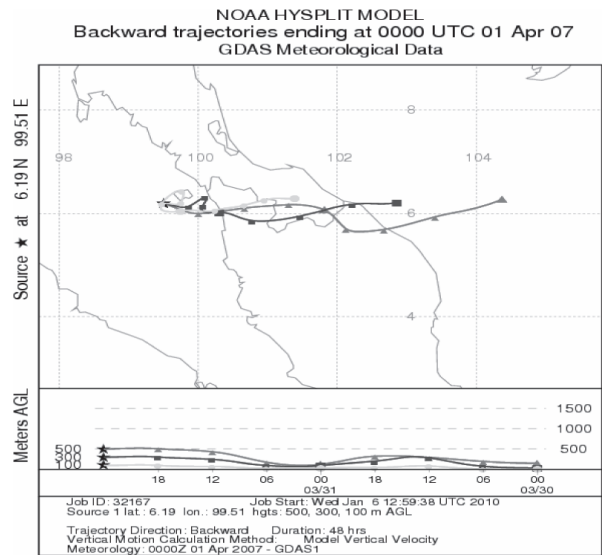 NOAA HYSPLIT MODEL
Backward trajectories ending at 0000 UTC 01 Apr 07
GDAS Meteorological Data
Source ★ at 6.19 N 99.51 E
8
98 100 102 104
6
4
Meters AGL
1500
1000
500 500
300
100
18 12 06 00 18 12 06 00
03/31 03/30
Job ID: 32167 Job Start: Wed Jan 6 12:59:38 UTC 2010
Source 1 lat.: 6.19 lon.: 99.51 hgts: 500, 300, 100 m AGL
Trajectory Direction: Backward Duration: 48 hrs
Vertical Motion Calculation Method: Model Vertical Velocity
Meteorology: 0000Z 01 Apr 2007 - GDAS1